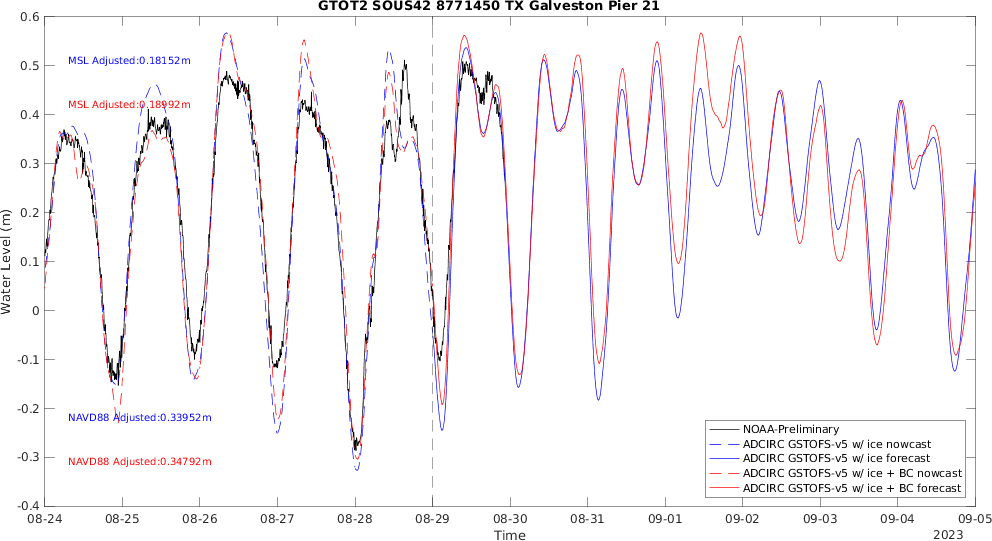 GTOT2 SOUS42 8771450 TX Galveston Pier 21
Water Level (m)
0.6
0.5
0.4
0.3
0.2
0.1
0
-0.1
-0.2
-0.3
-0.4
MSL Adjusted:0.18152m
MSL Adjusted:0.18992m
NAVD88 Adjusted:0.33952m
NAVD88 Adjusted:0.34792m
NOAA-Preliminary
ADCIRC GSTOFS-v5 w/ ice nowcast
ADCIRC GSTOFS-v5 w/ ice forecast
ADCIRC GSTOFS-v5 w/ ice + BC nowcast
ADCIRC GSTOFS-v5 w/ ice + BC forecast
08-24 08-25 08-26 08-27 08-28 08-29 08-30 08-31 09-01 09-02 09-03 09-04 09-05
Time
2023